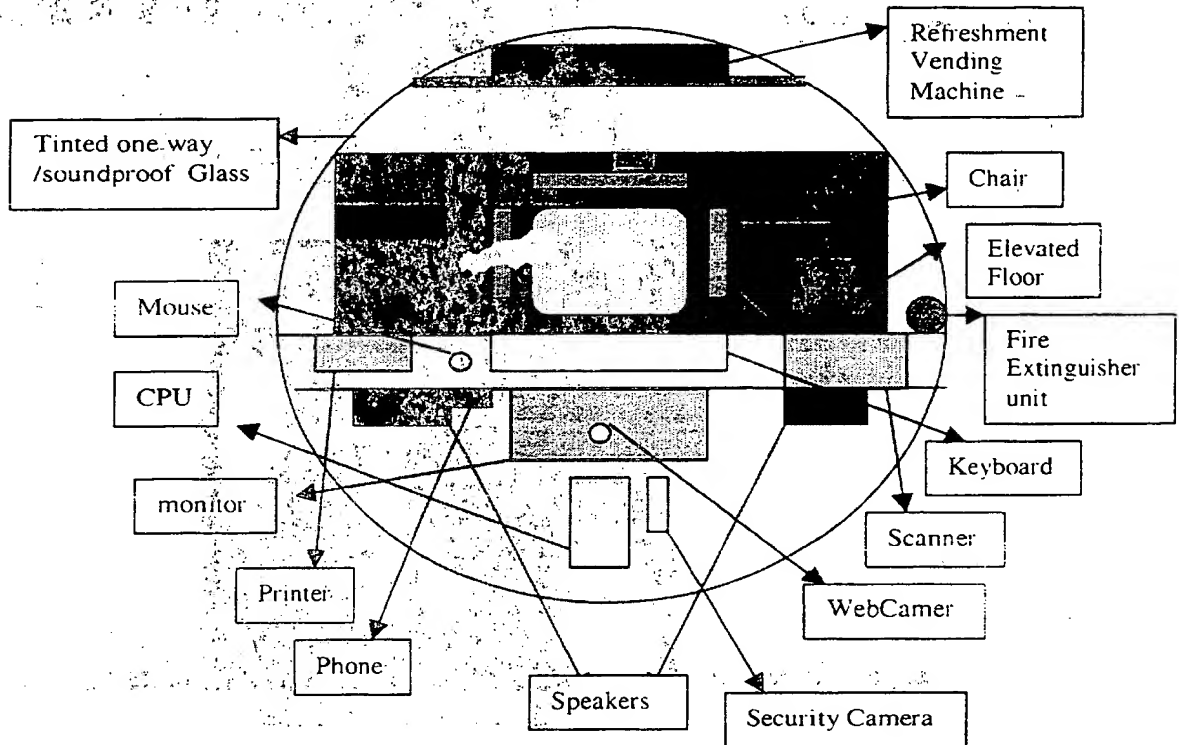 Refreshment
Vending
Machine
Tinted one way
/soundproof Glass
Chair
Elevated
Floor
Mouse
Fire
Extinguisher
unit
CPU
Keyboard
monitor
Scanner
Printer
WebCamer
Phone
Speakers
Security Camera